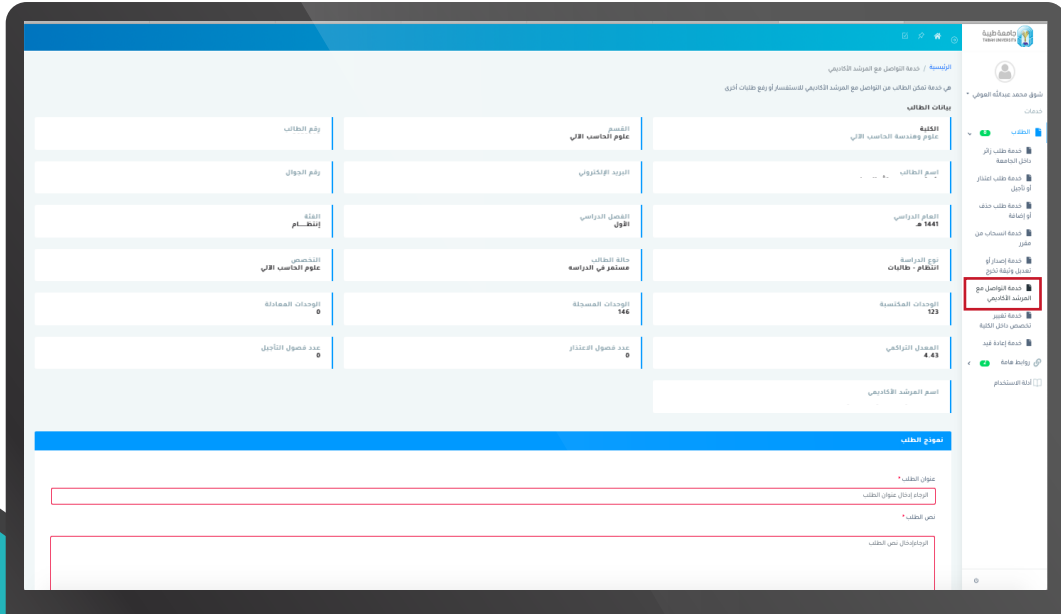 جامعة طيبة
TAIBAH UNIVERSITY
شوق محمد عبدالله العوفي
خدمات
الطلاب 8
خدمة طلب زائر
داخل الجامعة
خدمة طلب اعتذار
أو تأجيل
خدمة طلب حذف
أو إضافة
خدمة انسحاب من
مقرر
خدمة إصدار أو
تعديل وثيقة تخرج
خدمة التواصل مع
المرشد الأكاديمي
خدمة تغيير
تخصص داخل الكلية
خدمة إعادة قيد
روابط هامة 2
أدلة الاستخدام
الرئيسية / خدمة التواصل مع المرشد الأكاديمي
هي خدمة تمكن الطالب من التواصل مع المرشد الأكاديمي للاستفسار أو رفع طلبات أخرى
بيانات الطالب
الكلية
علوم وهندسة الحاسب الآلي
القسم
علوم الحاسب الآلي
رقم الطالب
اسم الطالب
البريد الإلكتروني
رقم الجوال
العام الدراسي
1441 هـ
الفصل الدراسي
الأول
الفئة
إنتظـــام
نوع الدراسة
انتظام - طالبات
حالة الطالب
مستمر في الدراسه
التخصص
علوم الحاسب الآلي
الوحدات المكتسبة
123
الوحدات المسجلة
146
الوحدات المعادلة
0
المعدل التراكمي
4.43
عدد فصول الاعتذار
0
عدد فصول التأجيل
0
اسم المرشد الأكاديمي
نموذج الطلب
عنوان الطلب *
الرجاء إدخال عنوان الطلب
نص الطلب *
الرجاءإدخال نص الطلب